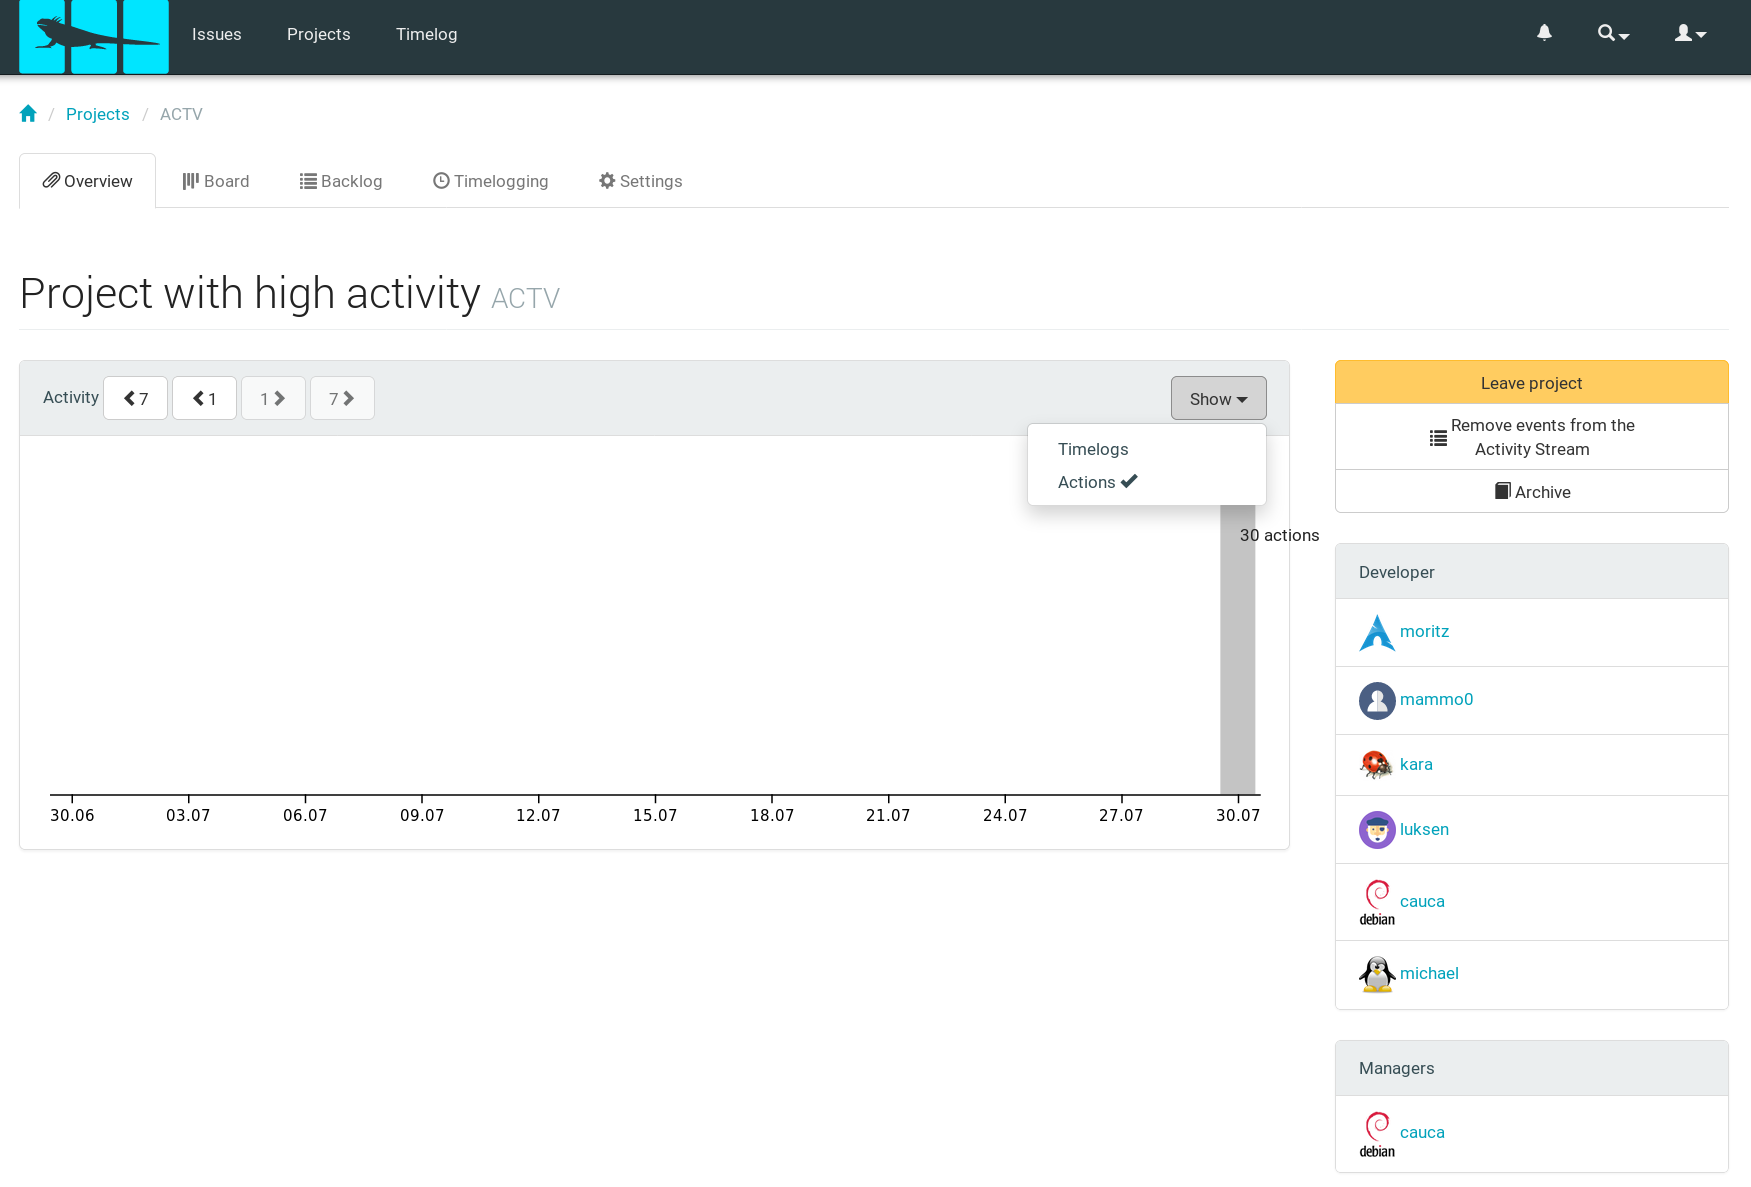 Issues Projects Timelog
/ Projects / ACTV
Overview Board Backlog Timelogging Settings
Project with high activity ACTV
Activity 7 1 1 7 Show
Timelogs
Actions
30 actions
30.06 03.07 06.07 09.07 12.07 15.07 18.07 21.07 24.07 27.07 30.07
Leave project
Remove events from the
Activity Stream
Archive
Developer
moritz
mammo0
kara
luksen
debian cauca
michael
Managers
debian cauca